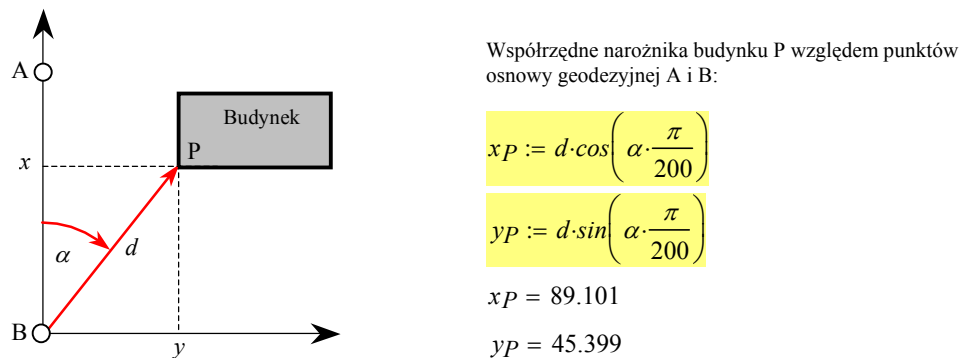 A
Budynek
P
x
α
d
B
y
Współrzędne narożnika budynku P względem punktów
osnowy geodezyjnej A i B:
xP := d·cos(α·π/200)
yP := d·sin(α·π/200)
xP = 89.101
yP = 45.399